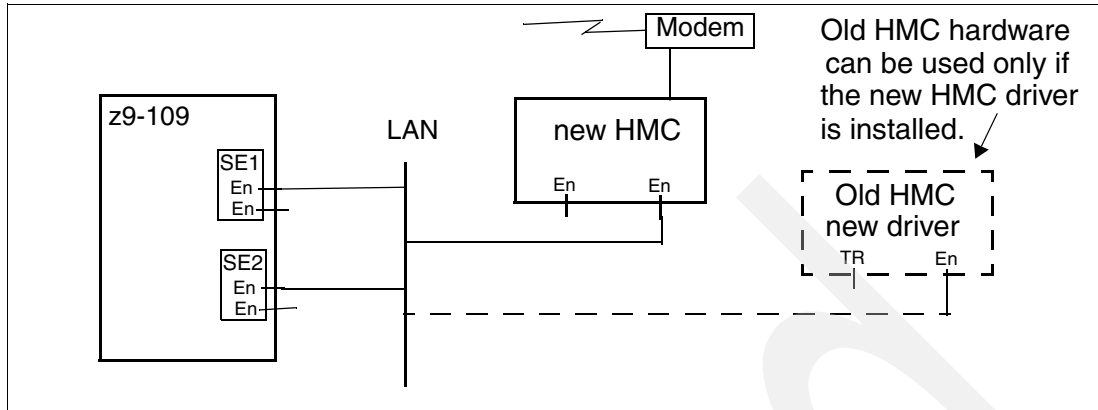 Modem
Old HMC hardware
can be used only if
the new HMC driver
is installed.
z9-109
LAN
new HMC
SE1
En
En
En
En
Old HMC
new driver
TR
En
SE2
En
En